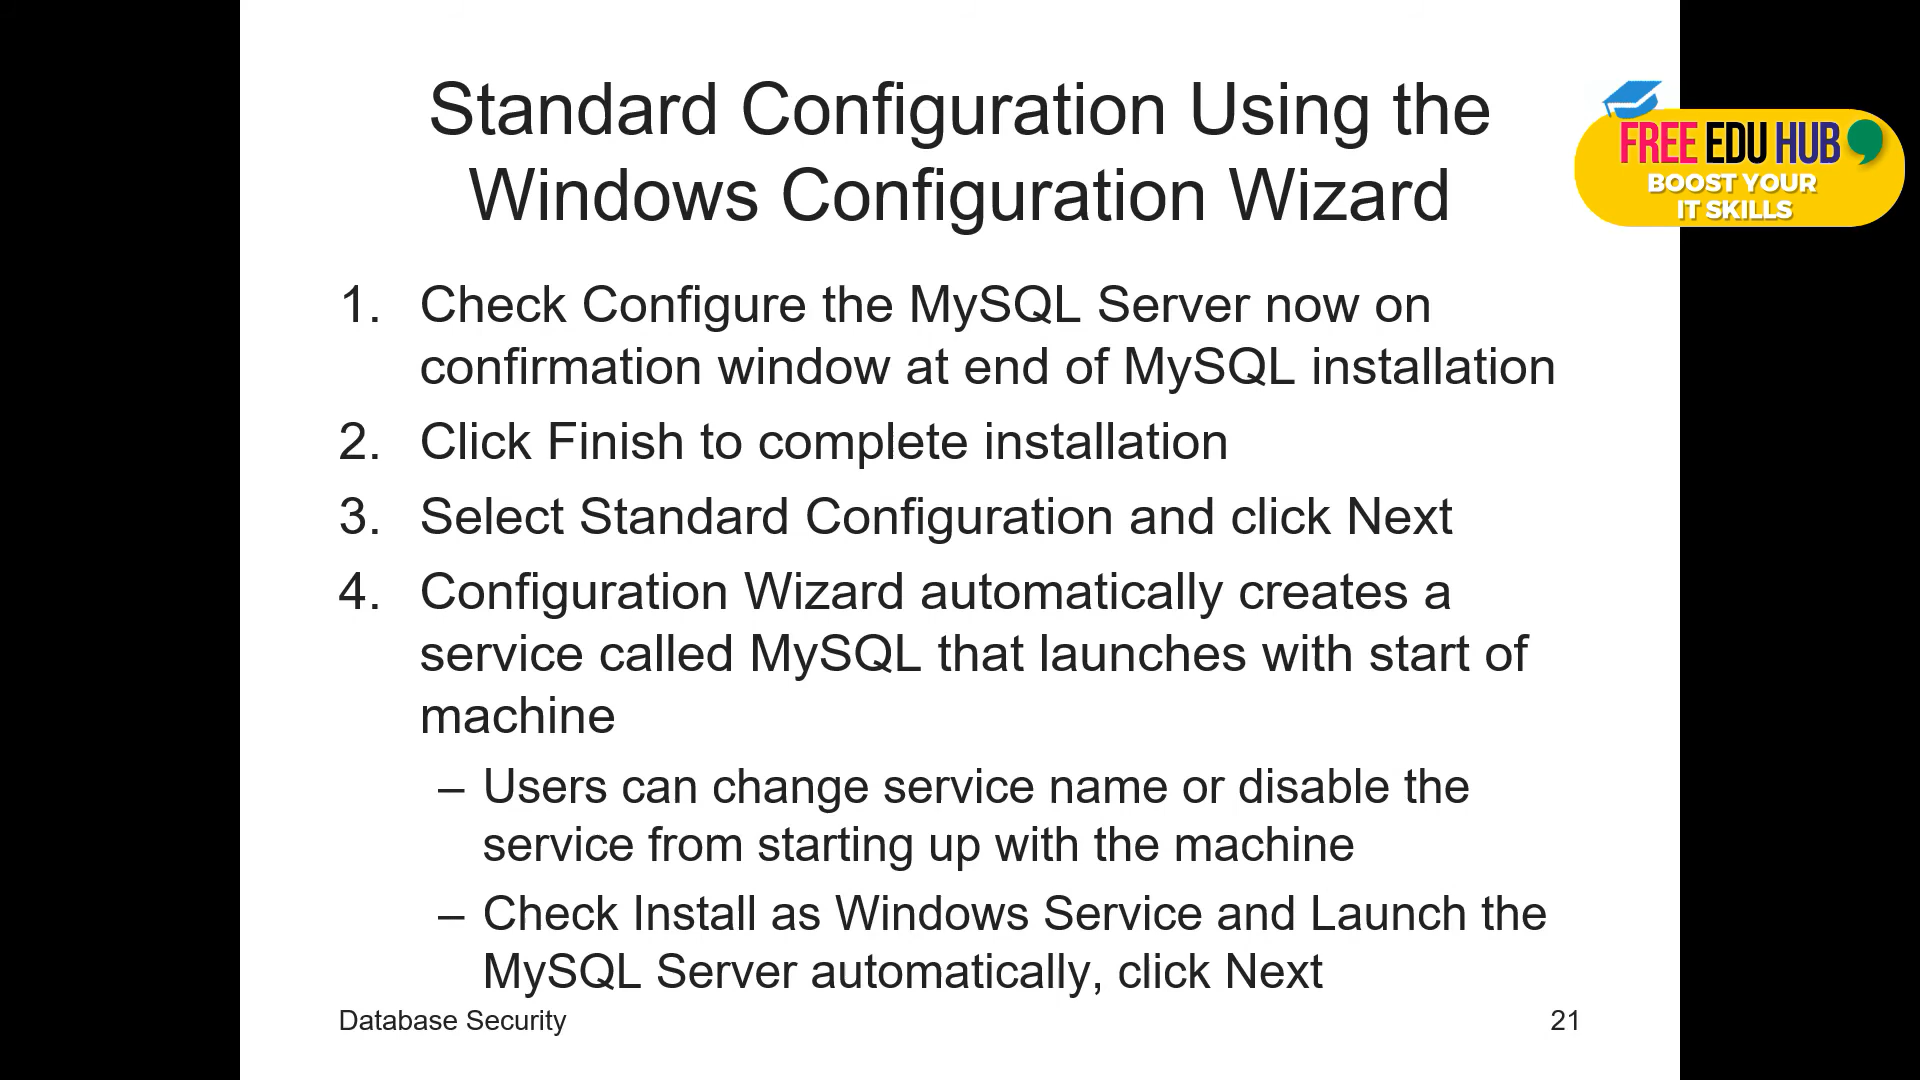 Standard Configuration Using the
Windows Configuration Wizard
FREE EDU HUB
BOOST YOUR
IT SKILLS
1. Check Configure the MySQL Server now on
confirmation window at end of MySQL installation
2. Click Finish to complete installation
3. Select Standard Configuration and click Next
4. Configuration Wizard automatically creates a
service called MySQL that launches with start of
machine
– Users can change service name or disable the
service from starting up with the machine
– Check Install as Windows Service and Launch the
MySQL Server automatically, click Next
Database Security
21